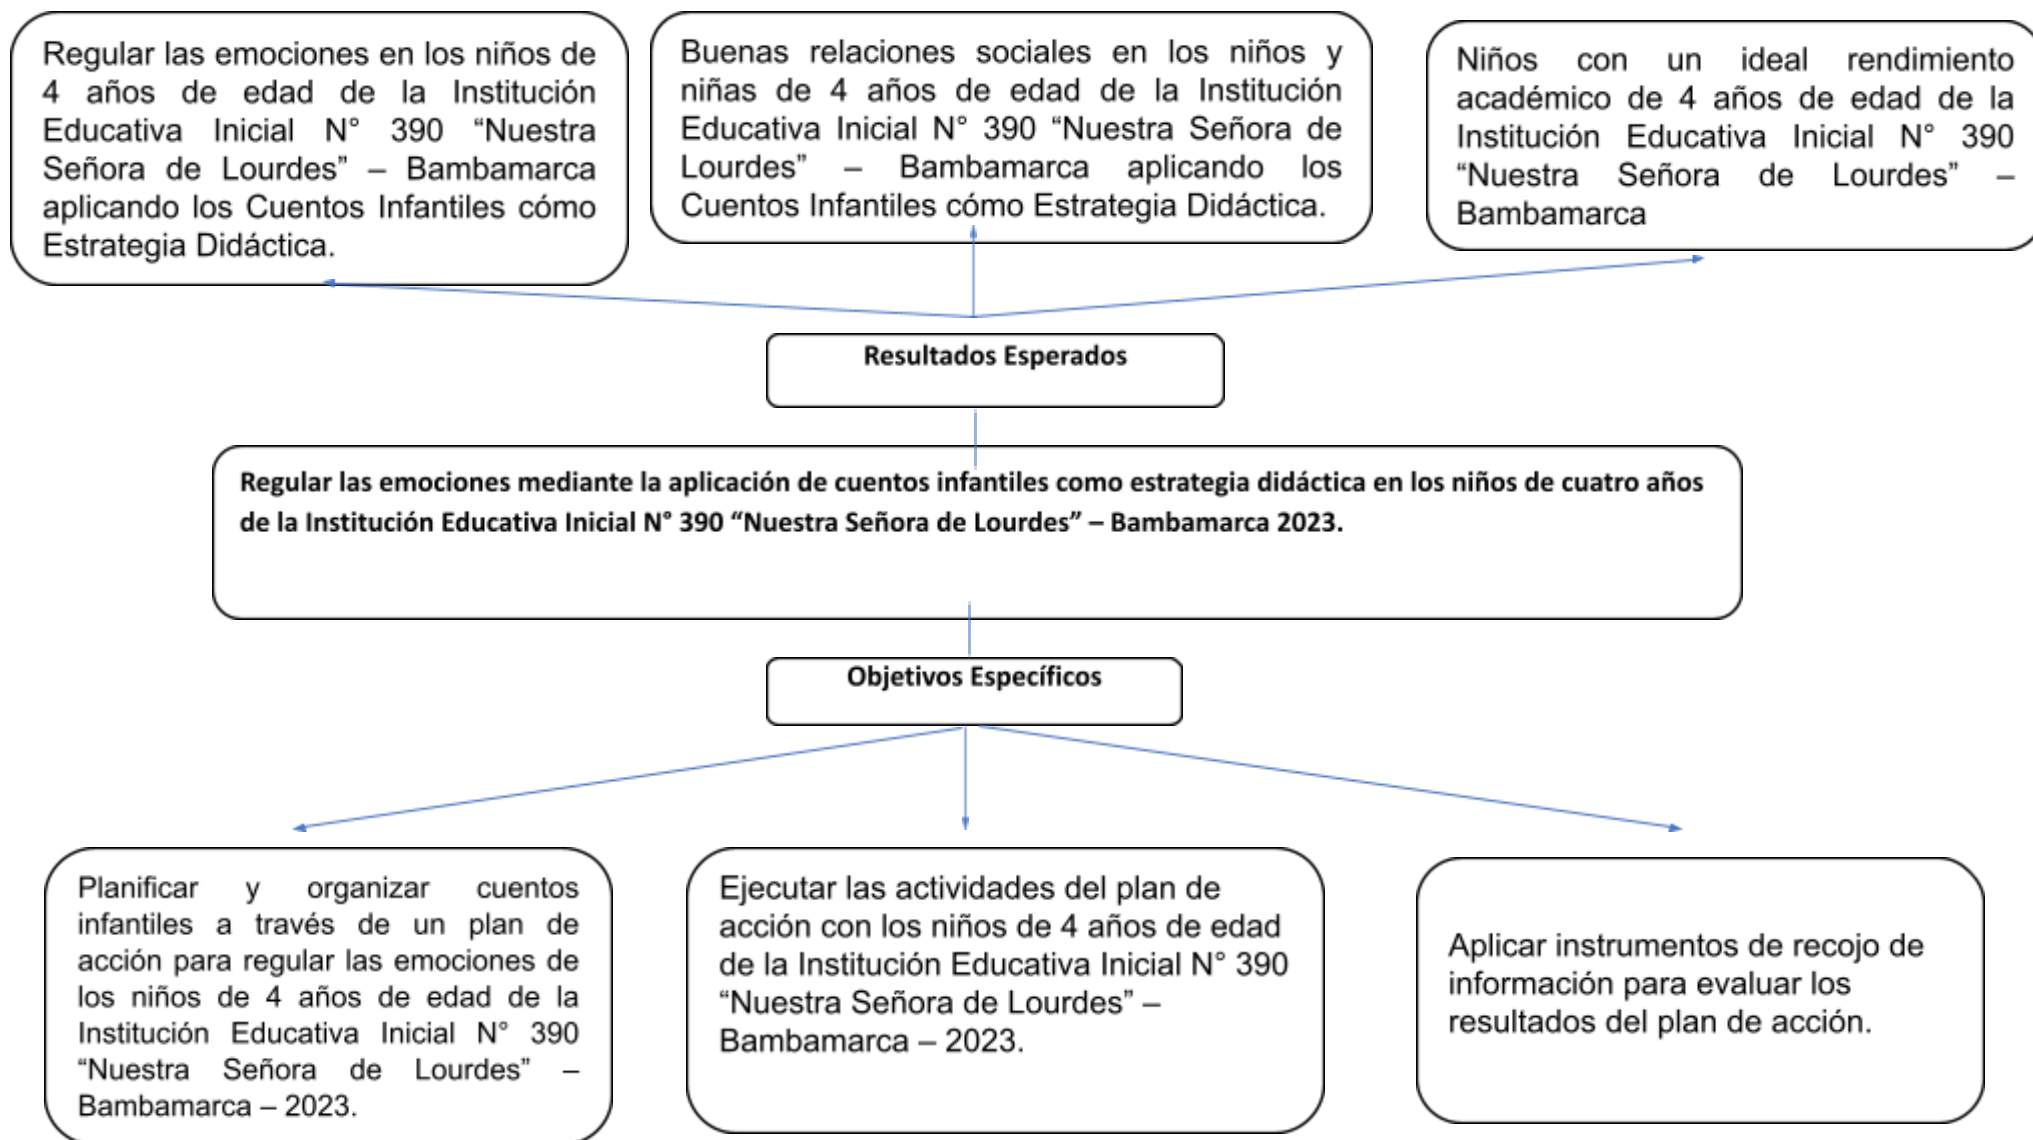 Regular las emociones en los niños de
4 años de edad de la Institución
Educativa Inicial N° 390 “Nuestra
Señora de Lourdes” – Bambamarca
aplicando los Cuentos Infantiles cómo
Estrategia Didáctica.
Buenas relaciones sociales en los niños y
niñas de 4 años de edad de la Institución
Educativa Inicial N° 390 “Nuestra Señora de
Lourdes” – Bambamarca aplicando los
Cuentos Infantiles cómo Estrategia Didáctica.
Niños con un ideal rendimiento
académico de 4 años de edad de la
Institución Educativa Inicial N° 390
“Nuestra Señora de Lourdes” –
Bambamarca
Resultados Esperados
Regular las emociones mediante la aplicación de cuentos infantiles como estrategia didáctica en los niños de cuatro años
de la Institución Educativa Inicial N° 390 “Nuestra Señora de Lourdes” – Bambamarca 2023.
Objetivos Específicos
Planificar y organizar cuentos
infantiles a través de un plan de
acción para regular las emociones de
los niños de 4 años de edad de la
Institución Educativa Inicial N° 390
“Nuestra Señora de Lourdes” –
Bambamarca – 2023.
Ejecutar las actividades del plan de
acción con los niños de 4 años de edad
de la Institución Educativa Inicial N° 390
“Nuestra Señora de Lourdes” –
Bambamarca – 2023.
Aplicar instrumentos de recojo de
información para evaluar los
resultados del plan de acción.